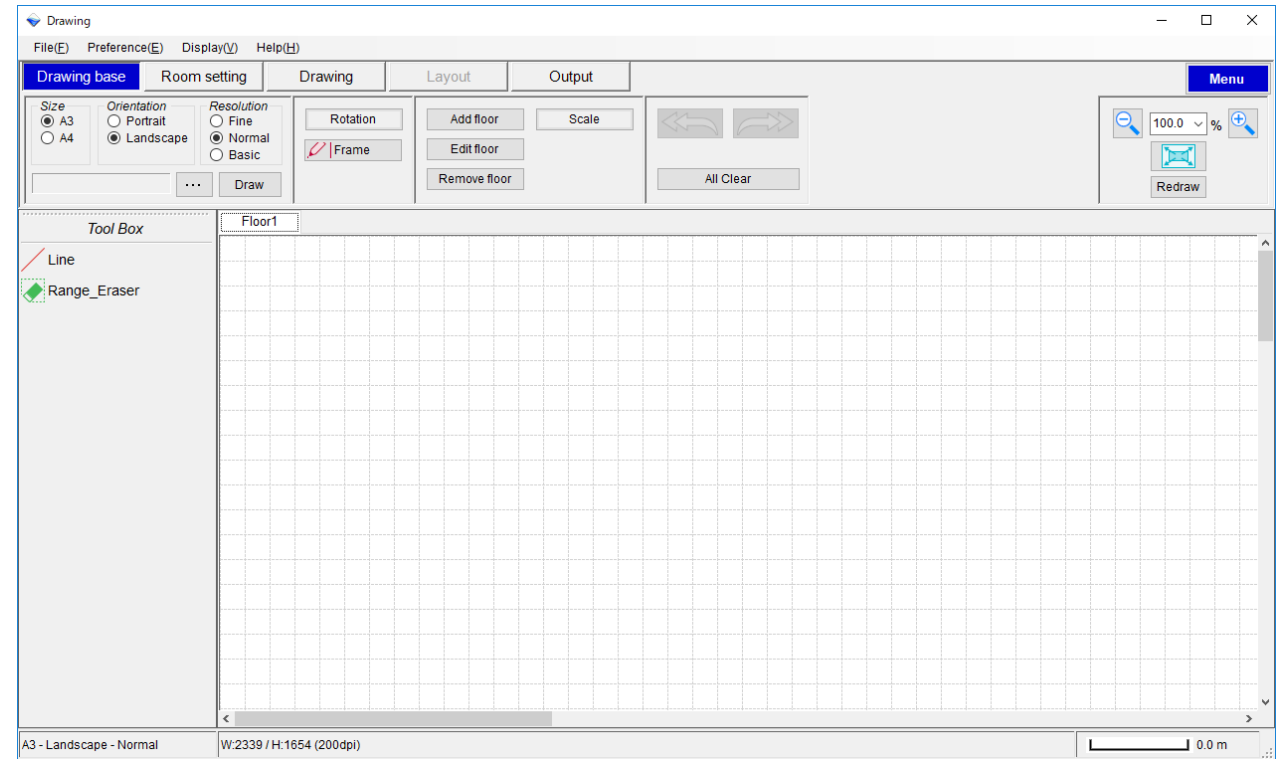 Drawing
File(F) Preference(E) Display(V) Help(H)
Drawing base Room setting Drawing Layout Output Menu
Size Orientation Resolution
A3 Portrait Fine Rotation Add floor Scale 100.0 %
A4 Landscape Normal Frame Edit floor
Basic
... Draw Remove floor All Clear Redraw
Tool Box Floor1
Line
Range_Eraser
A3 - Landscape - Normal W:2339 / H:1654 (200dpi) 0.0 m